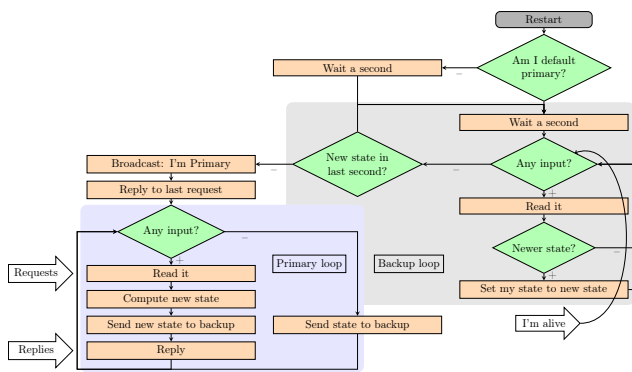 Restart
Am I default
primary?
Wait a second
–
Wait a second
New state in
last second?
Any input?
Broadcast: I'm Primary
–
–
Reply to last request
+
Read it
Any input?
–
Newer state?
–
+
Primary loop
Backup loop
Requests
Read it
+
Set my state to new state
Compute new state
Send new state to backup
Send state to backup
I'm alive
Replies
Reply